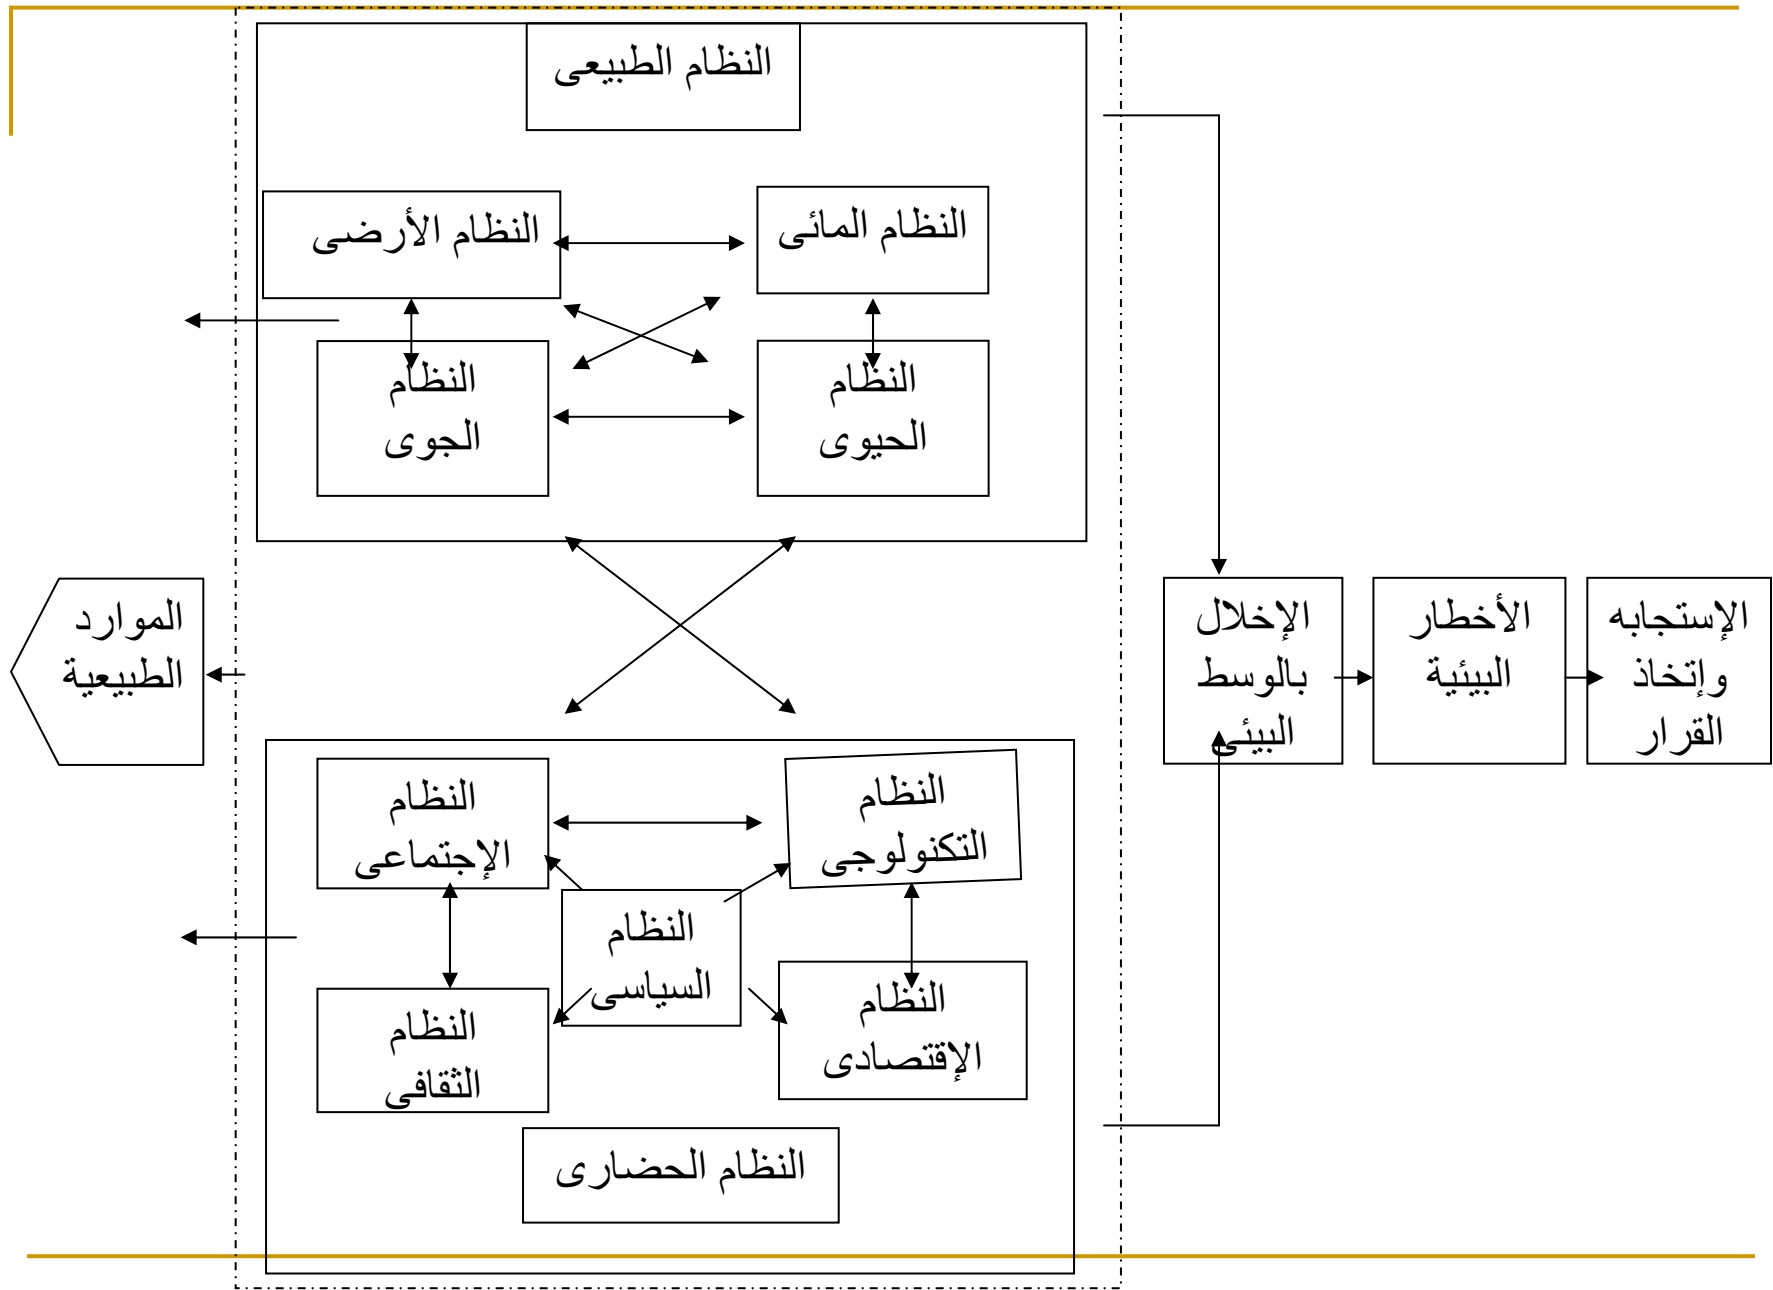 النظام الطبيعى
النظام المائى
النظام الأرضى
النظام
الحيوى
النظام
الجوى
الإستجابه
وإتخاذ
القرار
الأخطار
البيئية
الإخلال
بالوسط
البيئى
الموارد
الطبيعية
النظام
التكنولوجى
النظام
الإجتماعى
النظام
السياسى
النظام
الإقتصادى
النظام
الثقافى
النظام الحضارى